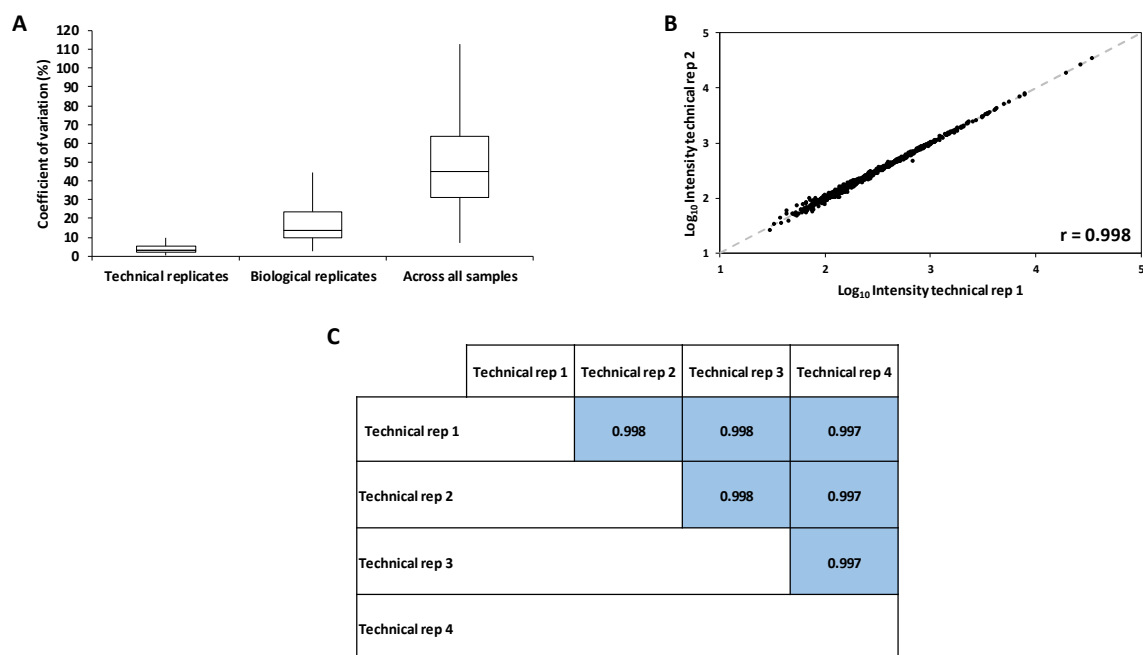 A
Coefficient of variation (%)
120
110
100
90
80
70
60
50
40
30
20
10
0
Technical replicates Biological replicates Across all samples
B
Log10 Intensity technical rep 2
5
4
3
2
1
1 2 3 4 5
r = 0.998
Log10 Intensity technical rep 1
C
Technical rep 1 Technical rep 2 Technical rep 3 Technical rep 4
Technical rep 1 0.998 0.998 0.997
Technical rep 2 0.998 0.997
Technical rep 3 0.997
Technical rep 4